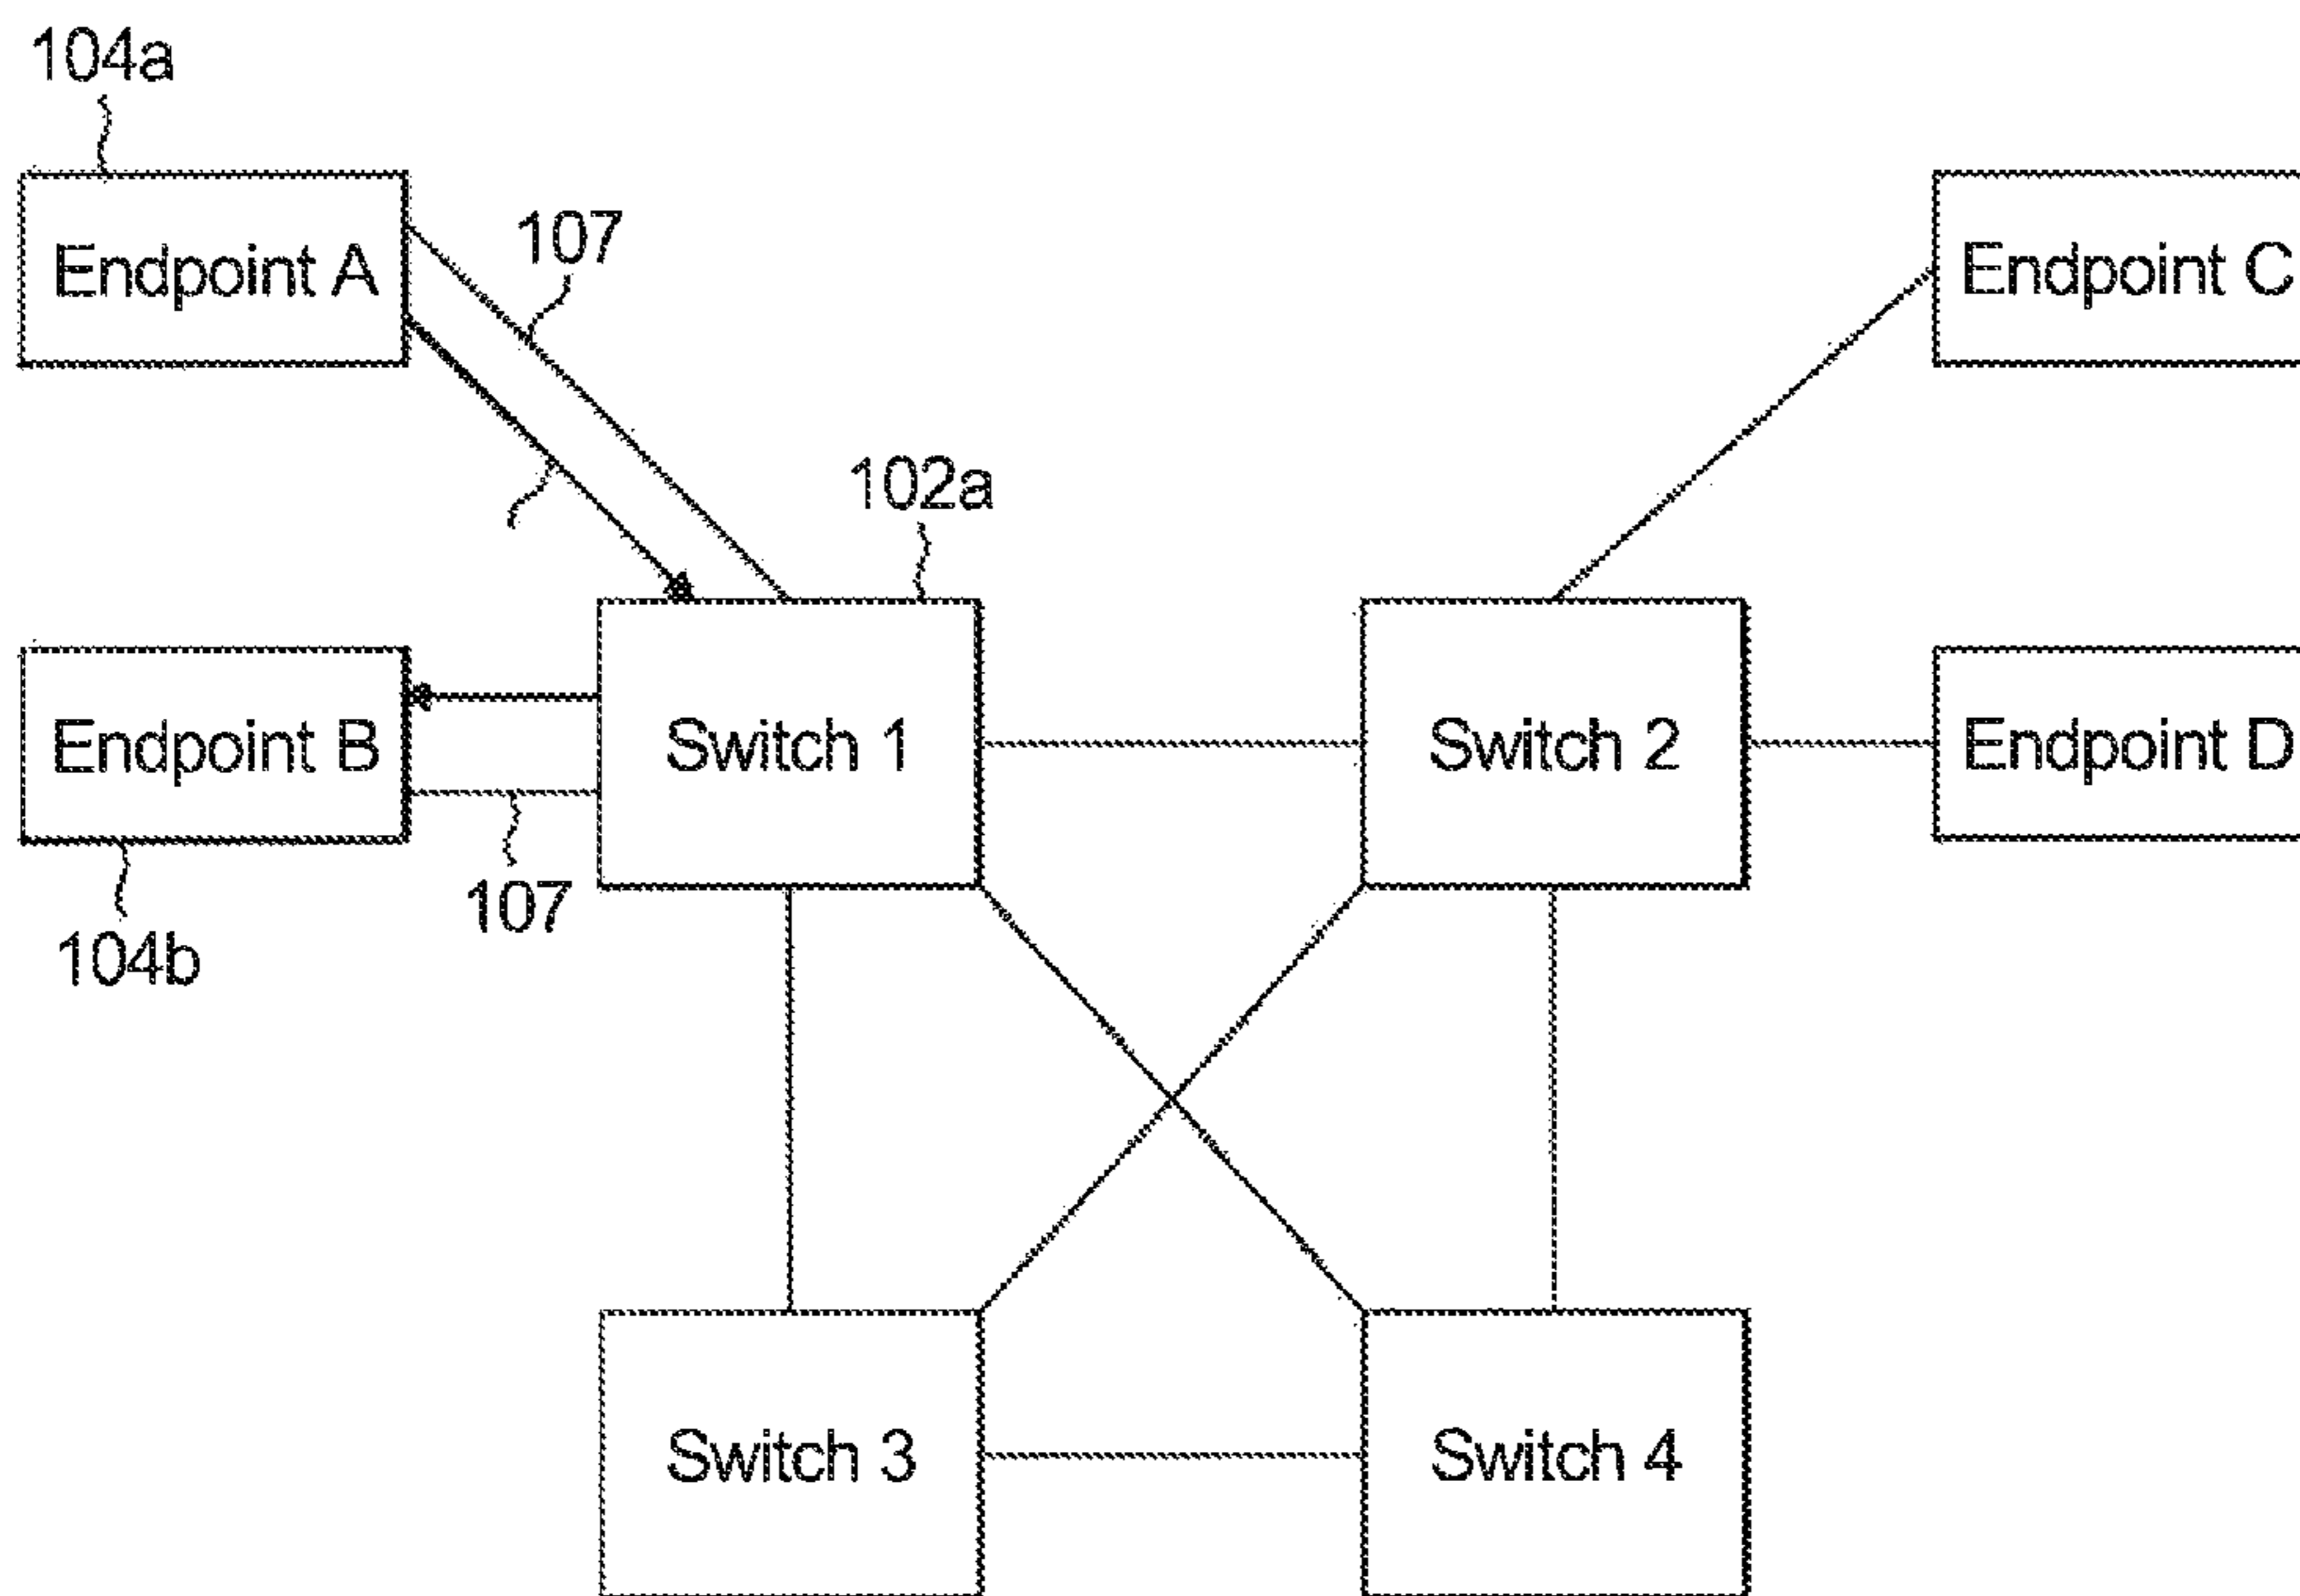 104a
107
Endpoint A
Endpoint C
102a
Endpoint B
Switch 1
Switch 2
Endpoint D
107
104b
Switch 3
Switch 4